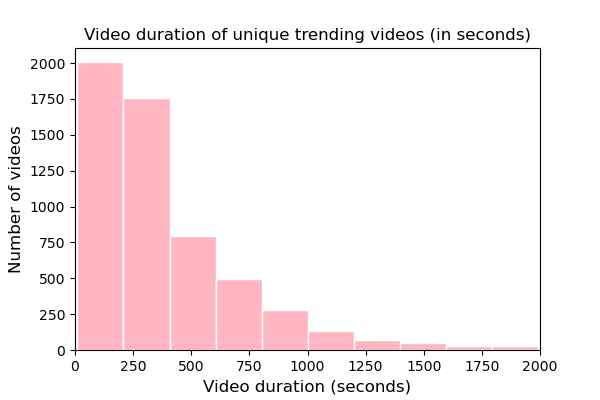 Video duration of unique trending videos (in seconds)
Number of videos
2000
1750
1500
1250
1000
750
500
250
0
0 250 500 750 1000 1250 1500 1750 2000
Video duration (seconds)